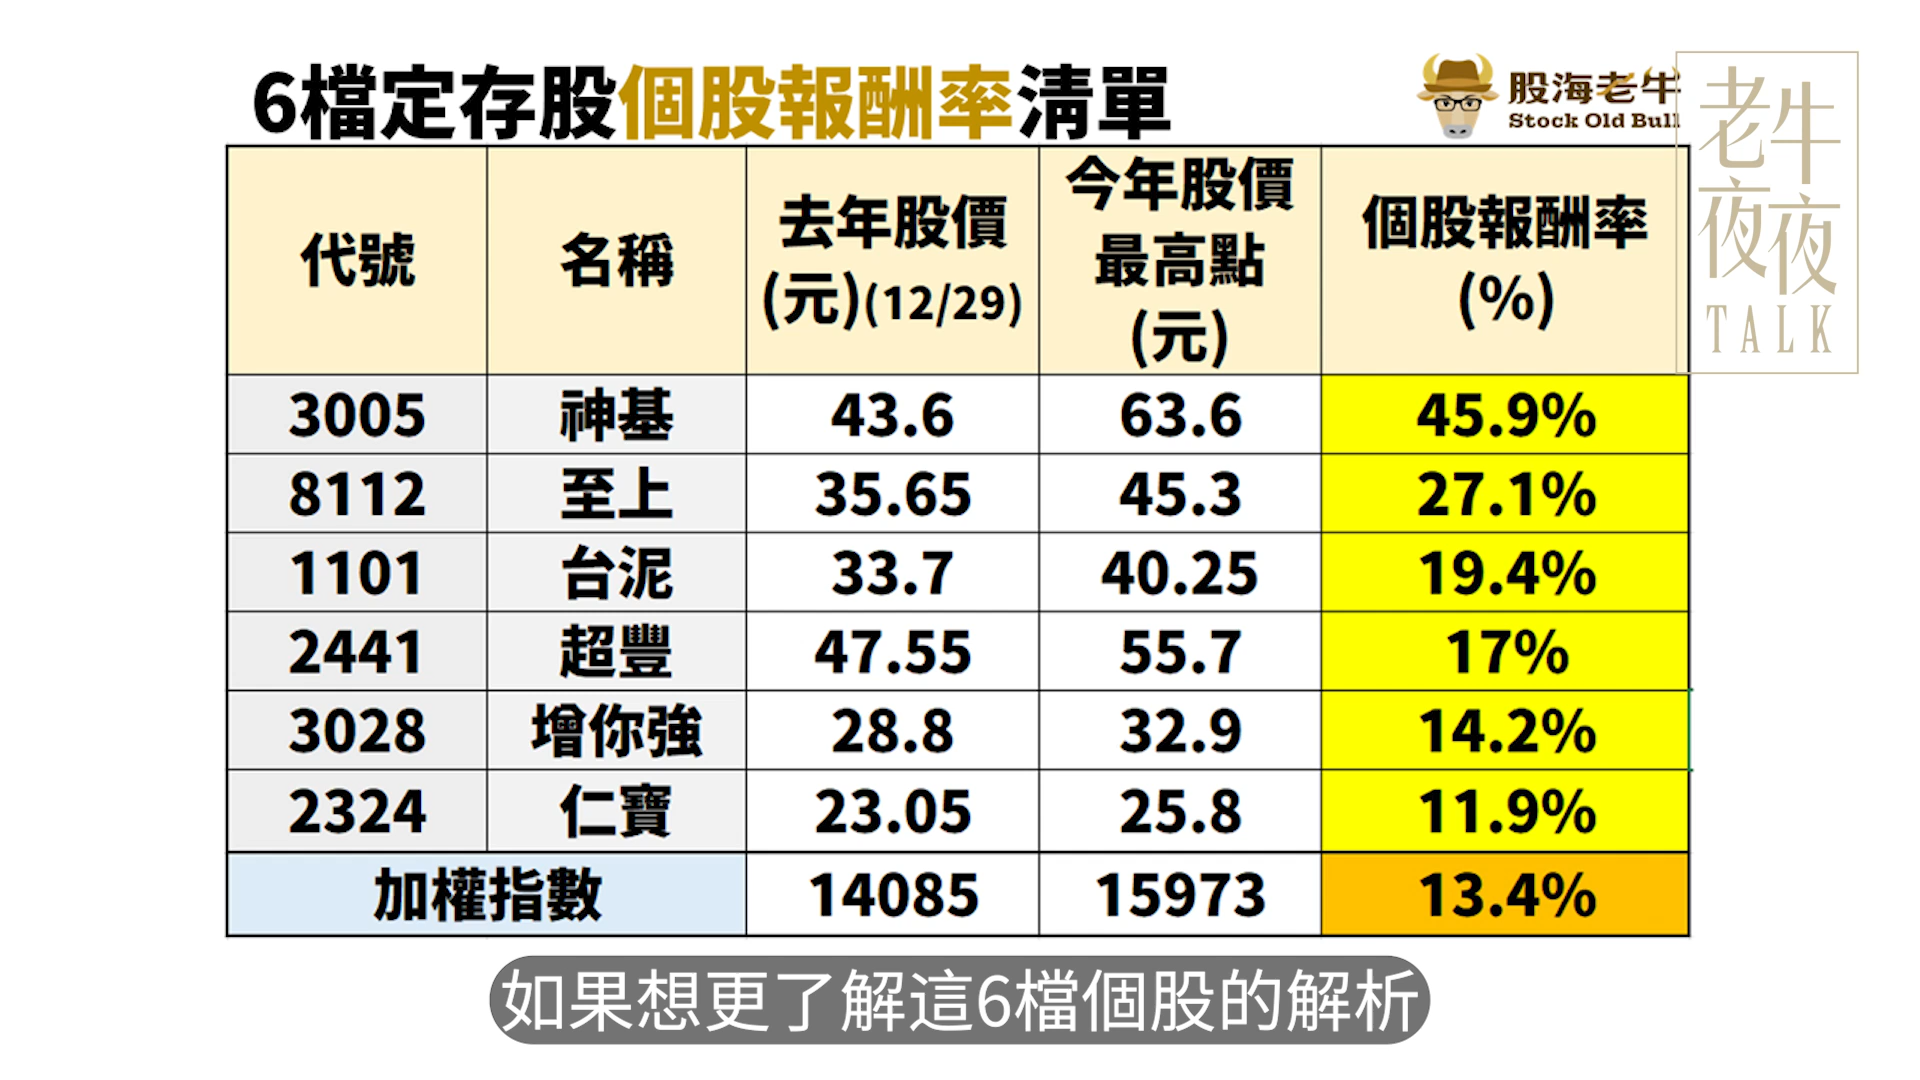 6檔定存股個股報酬率清單
股海老牛
Stock Old Bull
老牛
夜夜
TALK
代號 名稱 去年股價(元)(12/29) 今年股價最高點(元) 個股報酬率(%)
3005 神基 43.6 63.6 45.9%
8112 至上 35.65 45.3 27.1%
1101 台泥 33.7 40.25 19.4%
2441 超豐 47.55 55.7 17%
3028 增你強 28.8 32.9 14.2%
2324 仁寶 23.05 25.8 11.9%
加權指數 14085 15973 13.4%
如果想更了解這6檔個股的解析